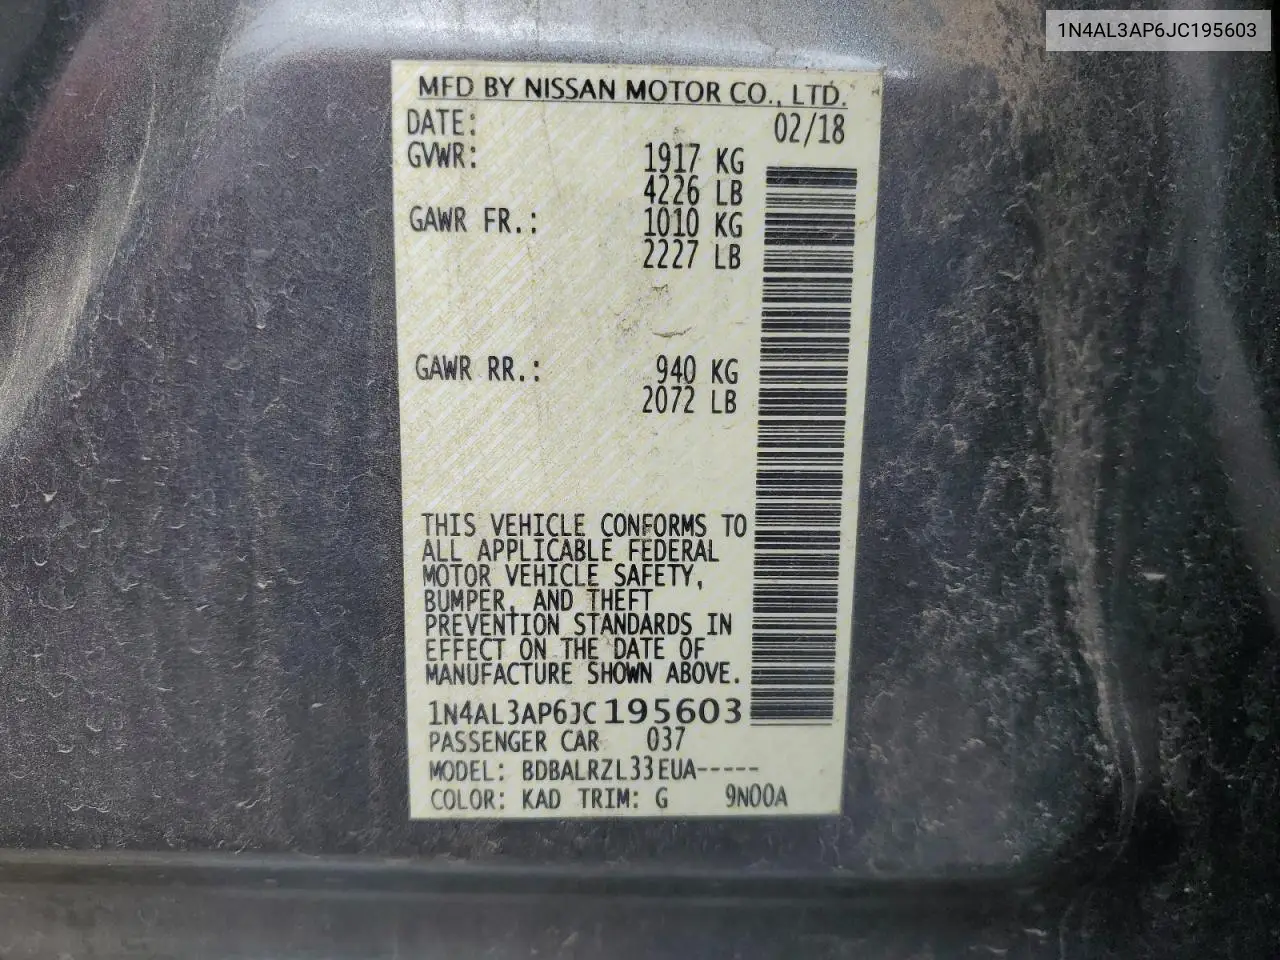 1N4AL3AP6JC195603
MFD BY NISSAN MOTOR CO., LTD.
DATE: 02/18
GVWR: 1917 KG
4226 LB
GAWR FR.: 1010 KG
2227 LB
GAWR RR.: 940 KG
2072 LB
THIS VEHICLE CONFORMS TO
ALL APPLICABLE FEDERAL
MOTOR VEHICLE SAFETY,
BUMPER, AND THEFT
PREVENTION STANDARDS IN
EFFECT ON THE DATE OF
MANUFACTURE SHOWN ABOVE.
1N4AL3AP6JC195603
PASSENGER CAR 037
MODEL: BDBALRZL33EUA-----
COLOR: KAD TRIM: G 9N00A